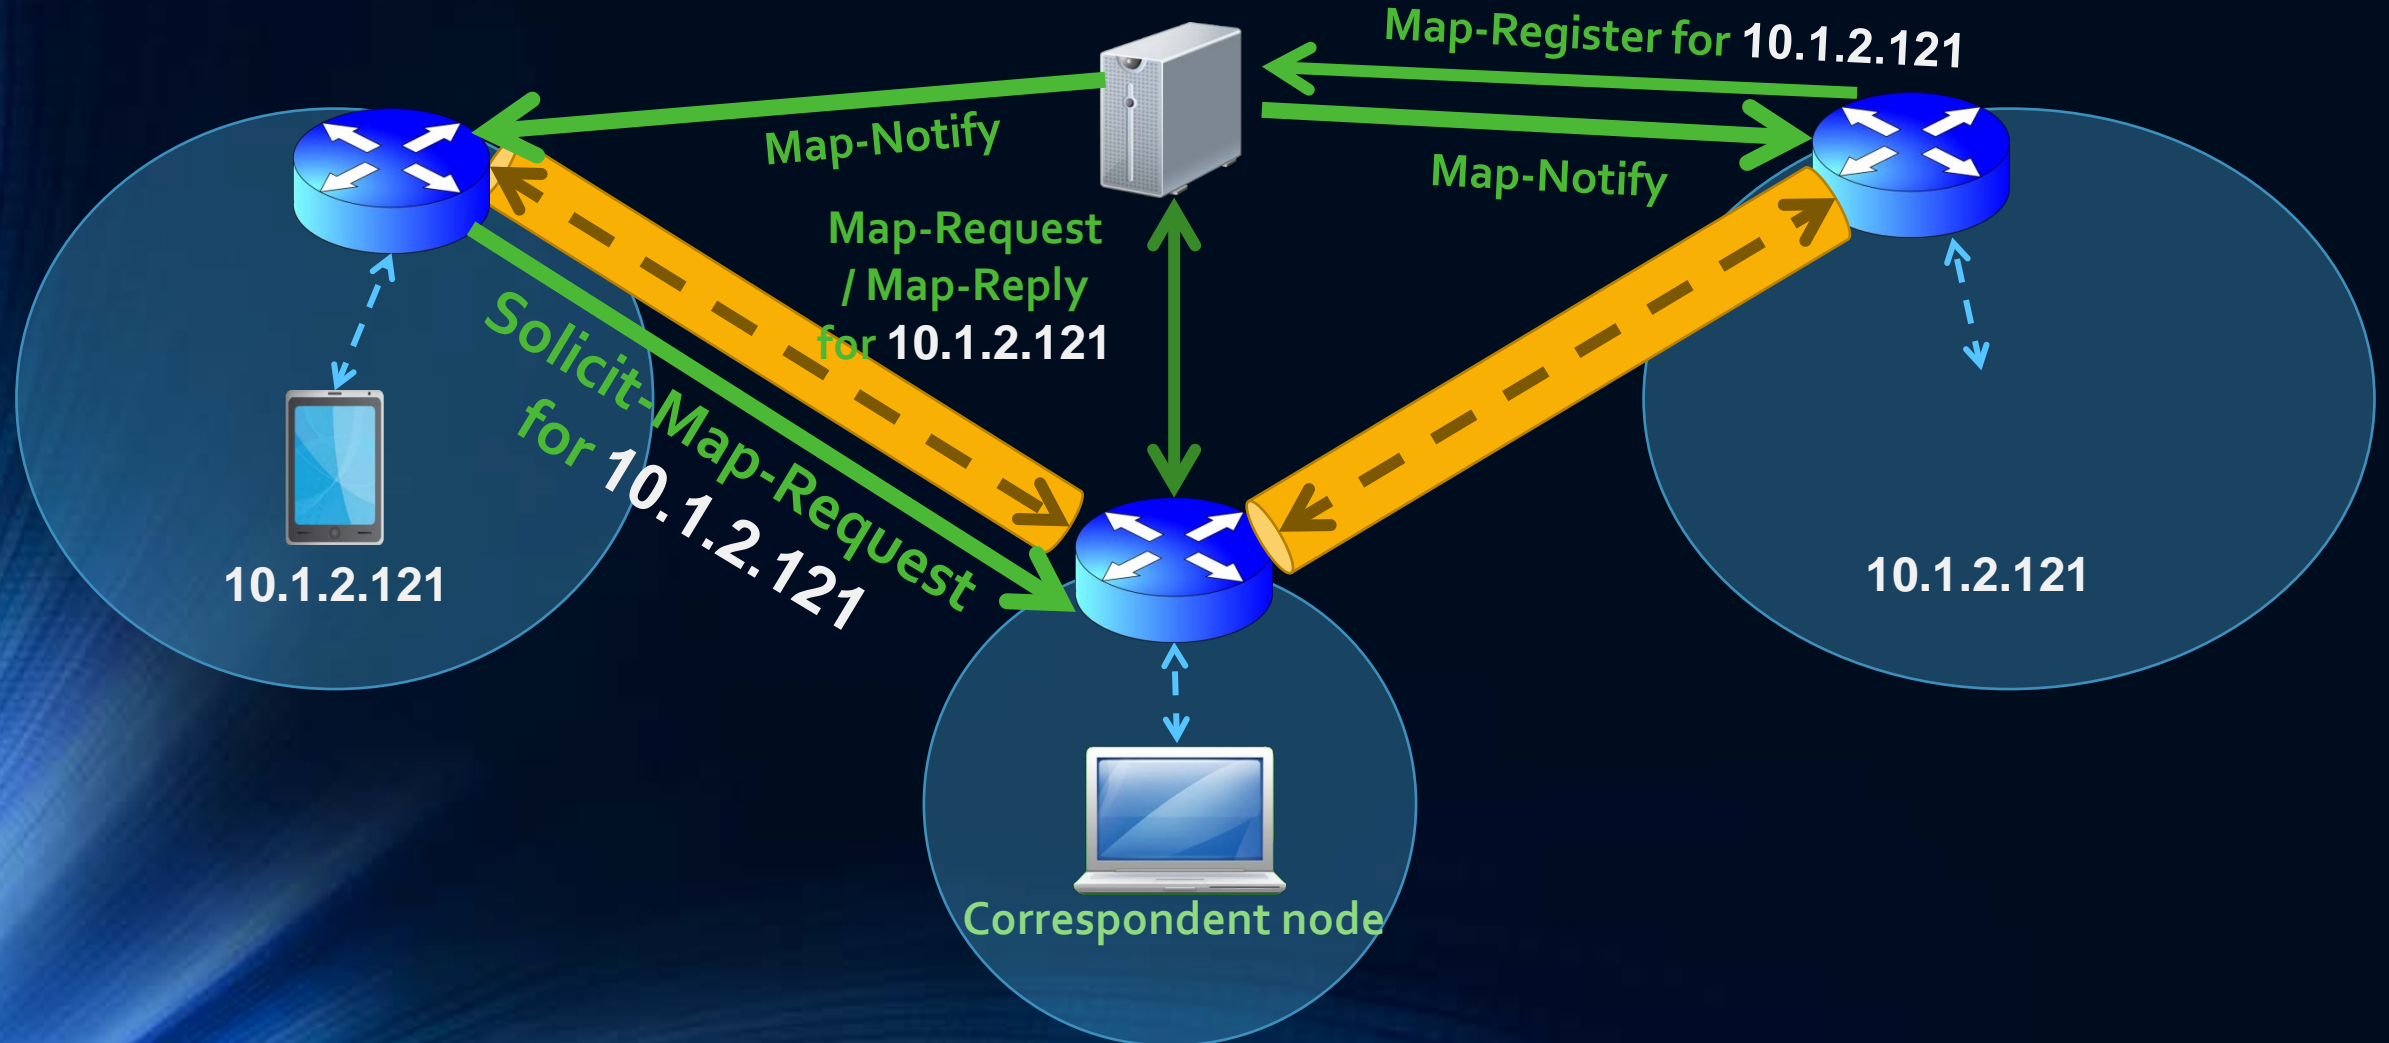 Map-Register for 10.1.2.121
Map-Notify
Map-Notify
Map-Request
/ Map-Reply
for 10.1.2.121
Solicit-Map-Request
for 10.1.2.121
10.1.2.121
10.1.2.121
Correspondent node